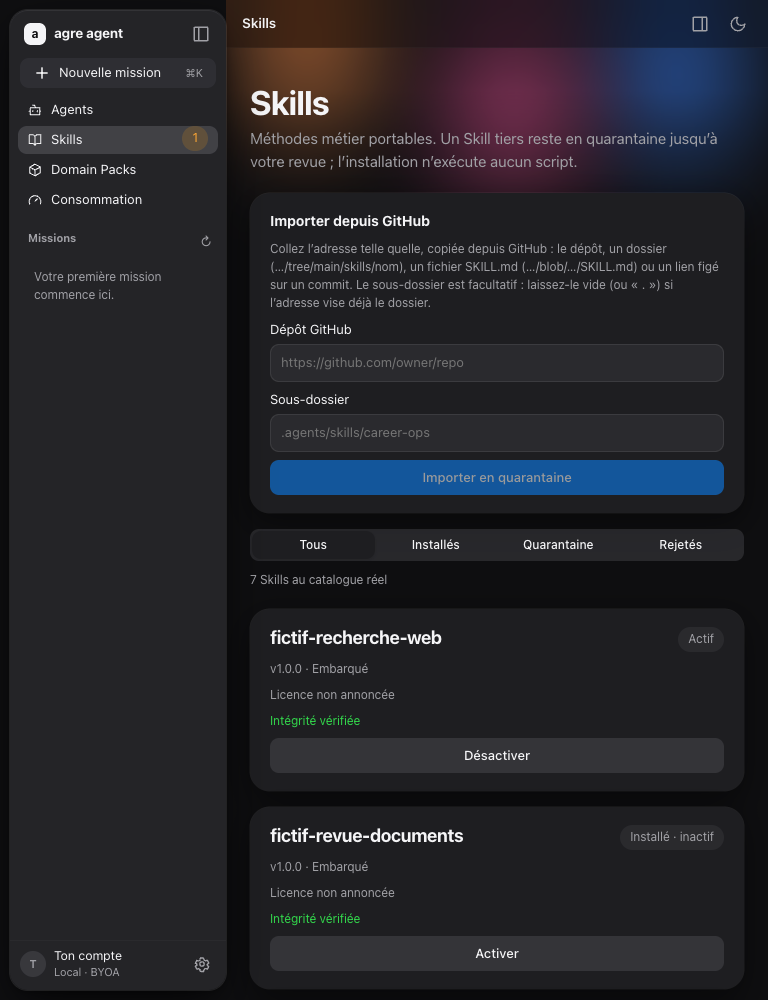 a agre agent
Nouvelle mission ⌘K
Agents
Skills 1
Domain Packs
Consommation
Missions
Votre première mission
commence ici.
T
Ton compte
Local · BYOA
Skills
Skills
Méthodes métier portables. Un Skill tiers reste en quarantaine jusqu’à
votre revue ; l’installation n’exécute aucun script.
Importer depuis GitHub
Collez l’adresse telle quelle, copiée depuis GitHub : le dépôt, un dossier
(…/tree/main/skills/nom), un fichier SKILL.md (…/blob/…/SKILL.md) ou un lien figé
sur un commit. Le sous-dossier est facultatif : laissez-le vide (ou « . ») si
l’adresse vise déjà le dossier.
Dépôt GitHub
https://github.com/owner/repo
Sous-dossier
.agents/skills/career-ops
Importer en quarantaine
Tous Installés Quarantaine Rejetés
7 Skills au catalogue réel
fictif-recherche-web Actif
v1.0.0 · Embarqué
Licence non annoncée
Intégrité vérifiée
Désactiver
fictif-revue-documents Installé · inactif
v1.0.0 · Embarqué
Licence non annoncée
Intégrité vérifiée
Activer